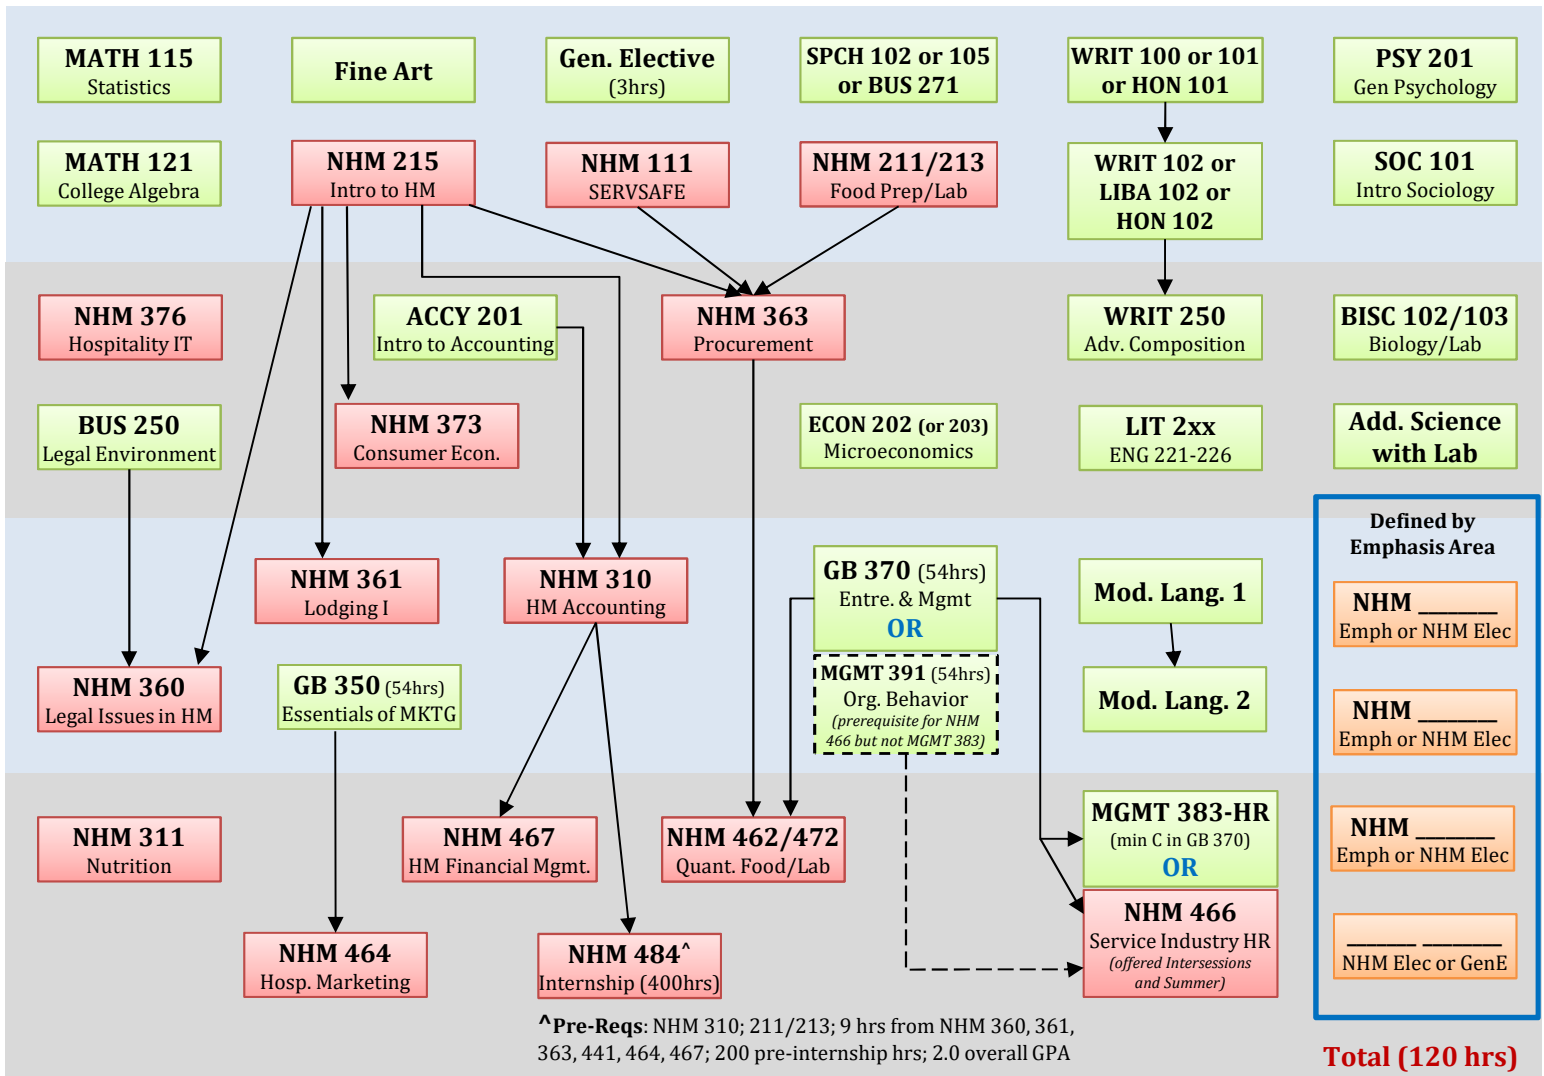 MATH 115
Statistics
Fine Art
Gen. Elective
(3hrs)
SPCH 102 or 105
or BUS 271
WRIT 100 or 101
or HON 101
PSY 201
Gen Psychology
MATH 121
College Algebra
NHM 215
Intro to HM
NHM 111
SERVSAFE
NHM 211/213
Food Prep/Lab
WRIT 102 or
LIBA 102 or
HON 102
SOC 101
Intro Sociology
NHM 376
Hospitality IT
ACCY 201
Intro to Accounting
NHM 363
Procurement
WRIT 250
Adv. Composition
BISC 102/103
Biology/Lab
BUS 250
Legal Environment
NHM 373
Consumer Econ.
ECON 202 (or 203)
Microeconomics
LIT 2xx
ENG 221-226
Add. Science
with Lab
Defined by
Emphasis Area
NHM 361
Lodging I
NHM 310
HM Accounting
GB 370 (54hrs)
Entre. & Mgmt
OR
MGMT 391 (54hrs)
Org. Behavior
(prerequisite for NHM
466 but not MGMT 383)
Mod. Lang. 1
NHM ________
Emph or NHM Elec
NHM 360
Legal Issues in HM
GB 350 (54hrs)
Essentials of MKTG
Mod. Lang. 2
NHM ________
Emph or NHM Elec
NHM 311
Nutrition
NHM 467
HM Financial Mgmt.
NHM 462/472
Quant. Food/Lab
MGMT 383-HR
(min C in GB 370)
OR
NHM 466
Service Industry HR
(offered Intersessions
and Summer)
NHM ________
Emph or NHM Elec
NHM 464
Hosp. Marketing
NHM 484^
Internship (400hrs)
_______ ________
NHM Elec or GenE
^Pre-Reqs: NHM 310; 211/213; 9 hrs from NHM 360, 361,
363, 441, 464, 467; 200 pre-internship hrs; 2.0 overall GPA
Total (120 hrs)